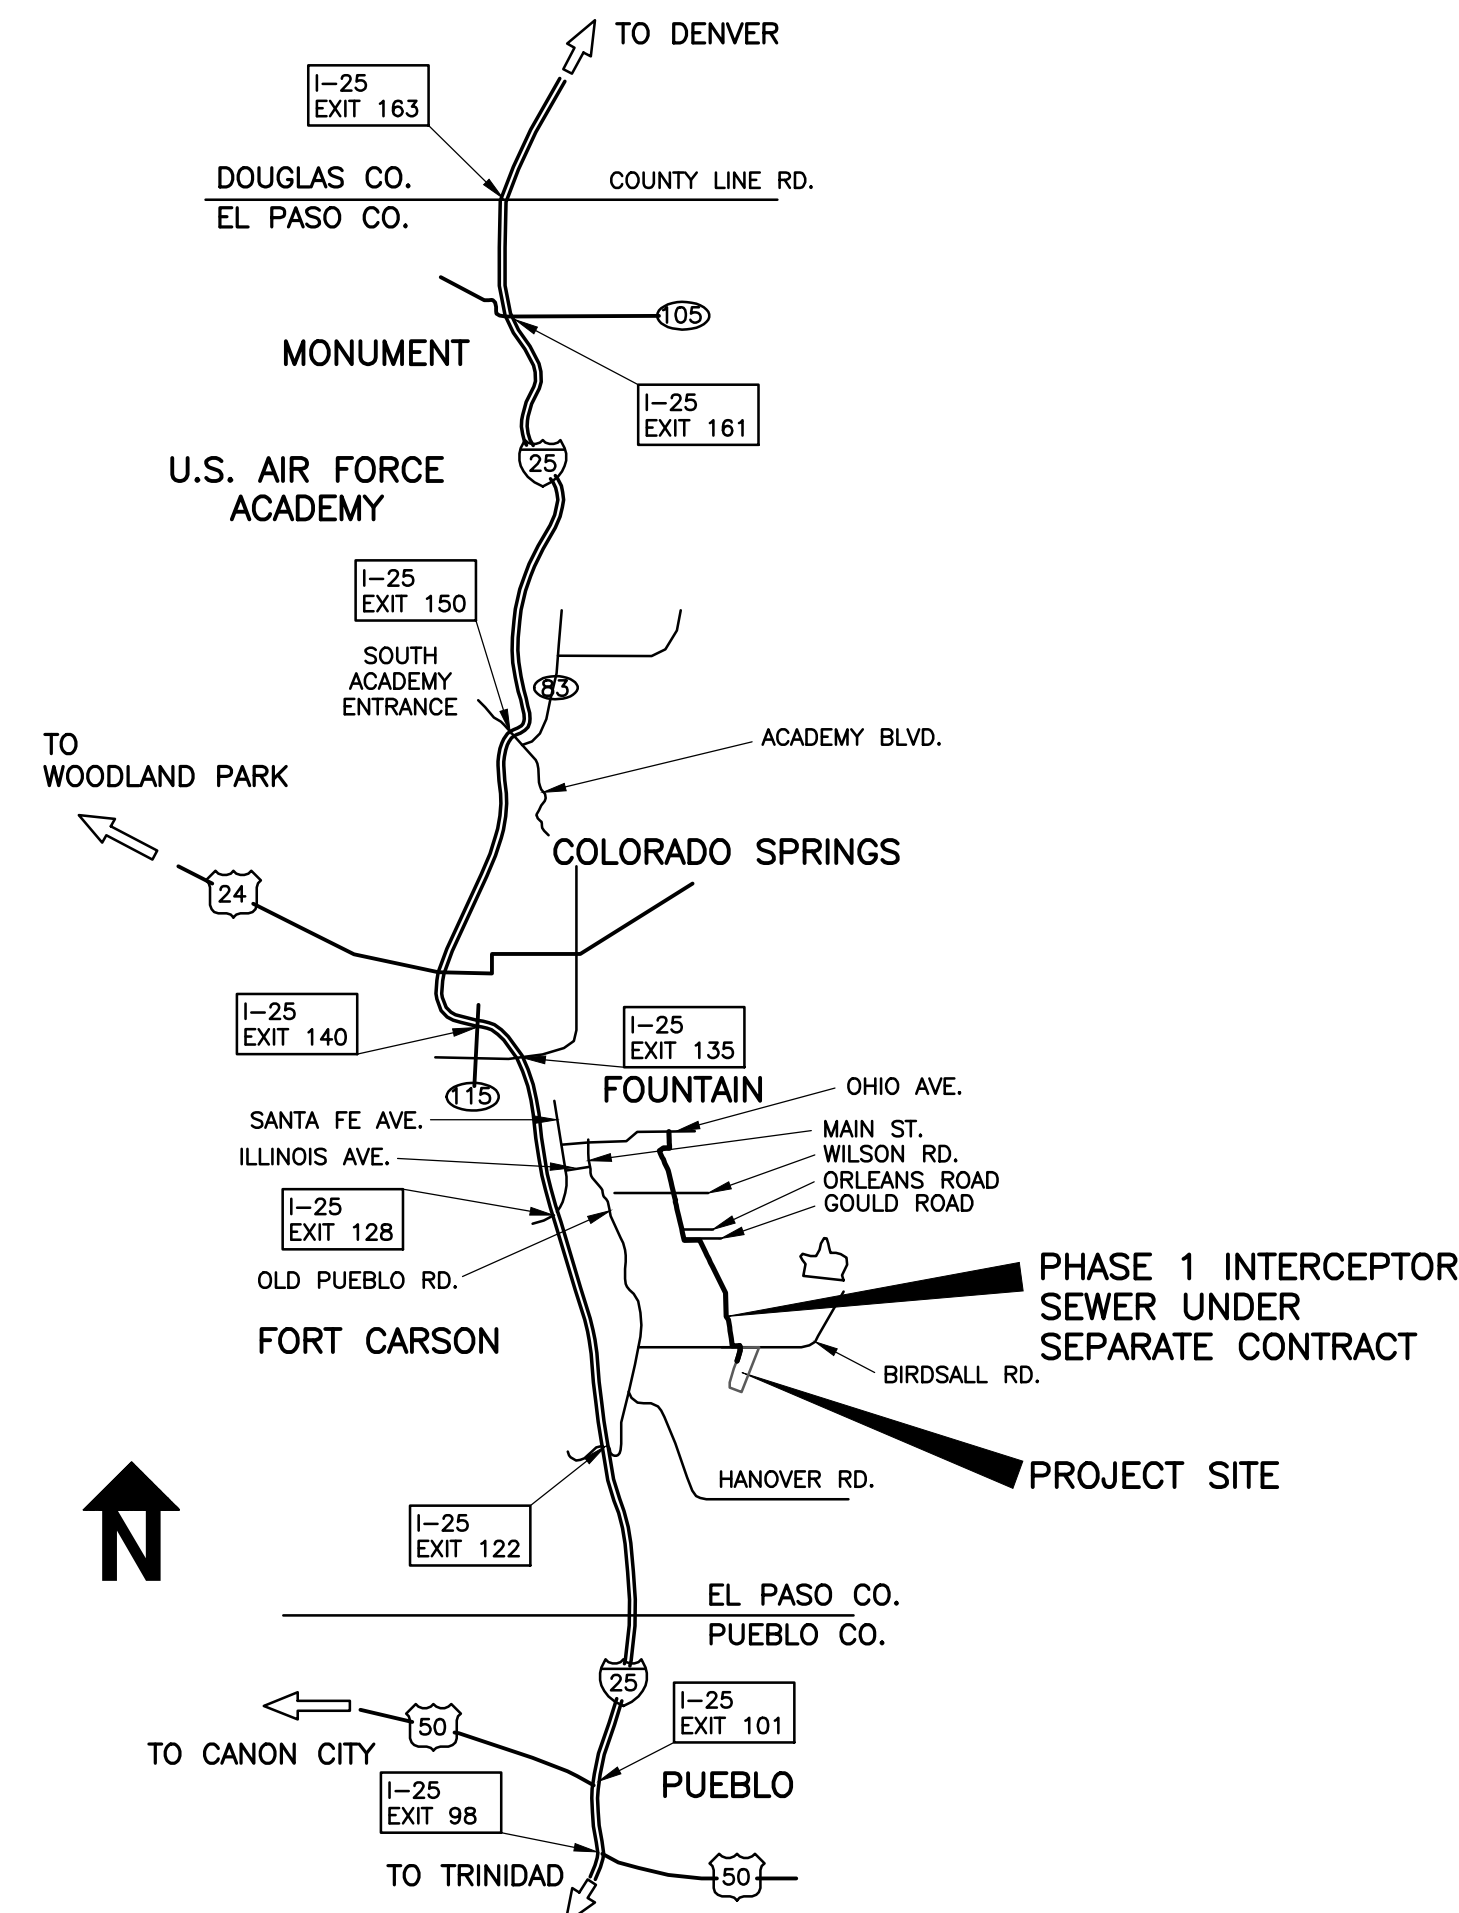 TO DENVER
I-25
EXIT 163
DOUGLAS CO.
COUNTY LINE RD.
EL PASO CO.
105
MONUMENT
I-25
EXIT 161
25
U.S. AIR FORCE
ACADEMY
I-25
EXIT 150
SOUTH
ACADEMY
ENTRANCE
83
ACADEMY BLVD.
TO
WOODLAND PARK
COLORADO SPRINGS
24
I-25
EXIT 140
I-25
EXIT 135
115
FOUNTAIN
OHIO AVE.
SANTA FE AVE.
MAIN ST.
ILLINOIS AVE.
WILSON RD.
ORLEANS ROAD
GOULD ROAD
I-25
EXIT 128
OLD PUEBLO RD.
PHASE 1 INTERCEPTOR
SEWER UNDER
SEPARATE CONTRACT
FORT CARSON
BIRDSALL RD.
HANOVER RD.
PROJECT SITE
N
I-25
EXIT 122
EL PASO CO.
PUEBLO CO.
25
I-25
EXIT 101
50
TO CANON CITY
PUEBLO
I-25
EXIT 98
TO TRINIDAD
50